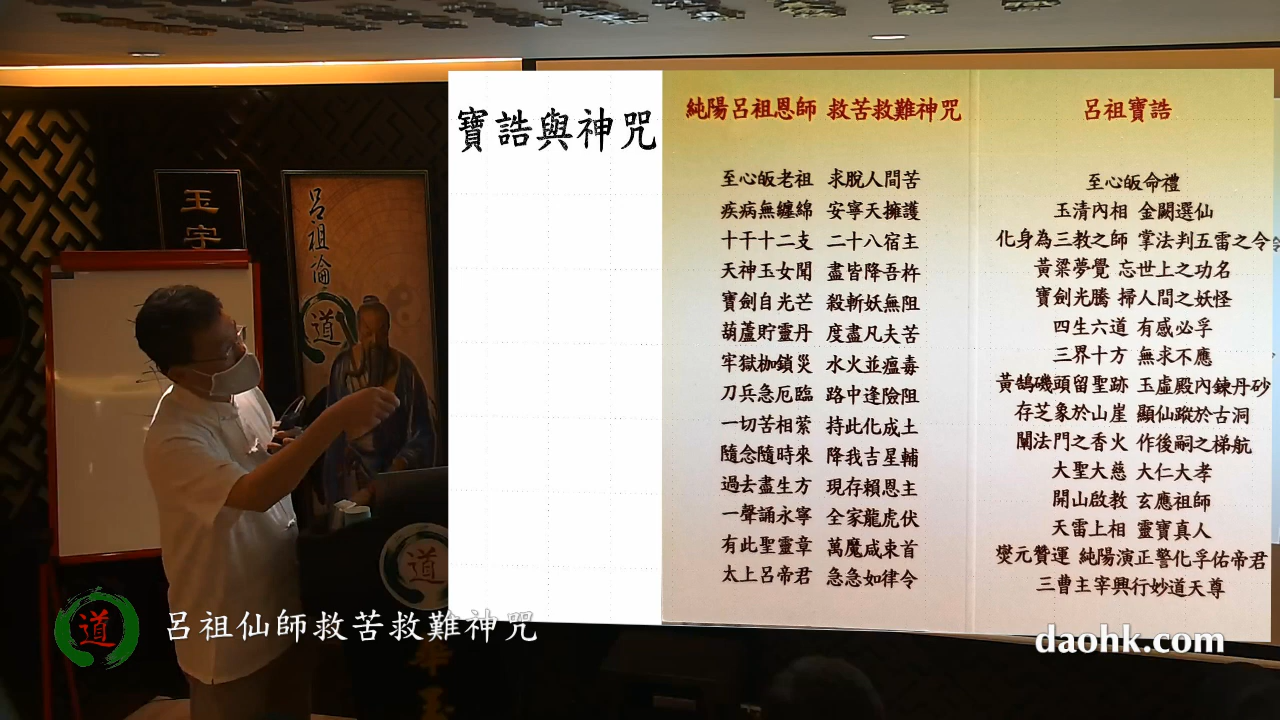 寶誥與神咒
純陽呂祖恩師 救苦救難神咒
至心皈老祖 求脫人間苦
疾病無纏綿 安寧天擁護
十干十二支 二十八宿主
天神玉女聞 盡皆降吾杵
寶劍自光芒 殺斬妖無阻
葫蘆貯靈丹 度盡凡夫苦
牢獄枷鎖災 水火並瘟毒
刀兵急厄臨 路中逢險阻
一切苦相縈 持此化成土
隨念隨時來 降我吉星輔
過去盡生方 現存賴恩主
一聲誦永寧 全家龍虎伏
有此聖靈章 萬魔咸束首
太上呂帝君 急急如律令
呂祖寶誥
至心皈命禮
玉清內相 金闕選仙
化身為三教之師 掌法判五雷之令
黃粱夢覺 忘世上之功名
寶劍光騰 掃人間之妖怪
四生六道 有感必孚
三界十方 無求不應
黃鵠磯頭留聖跡 玉虛殿內鍊丹砂
存芝象於山崖 顯仙蹤於古洞
闡法門之香火 作後嗣之梯航
大聖大慈 大仁大孝
開山啟教 玄應祖師
天雷上相 靈寶真人
燮元贊運 純陽演正警化孚佑帝君
三曹主宰興行妙道天尊
玉宇
呂祖論
道
道
道
呂祖仙師救苦救難神咒
daohk.com